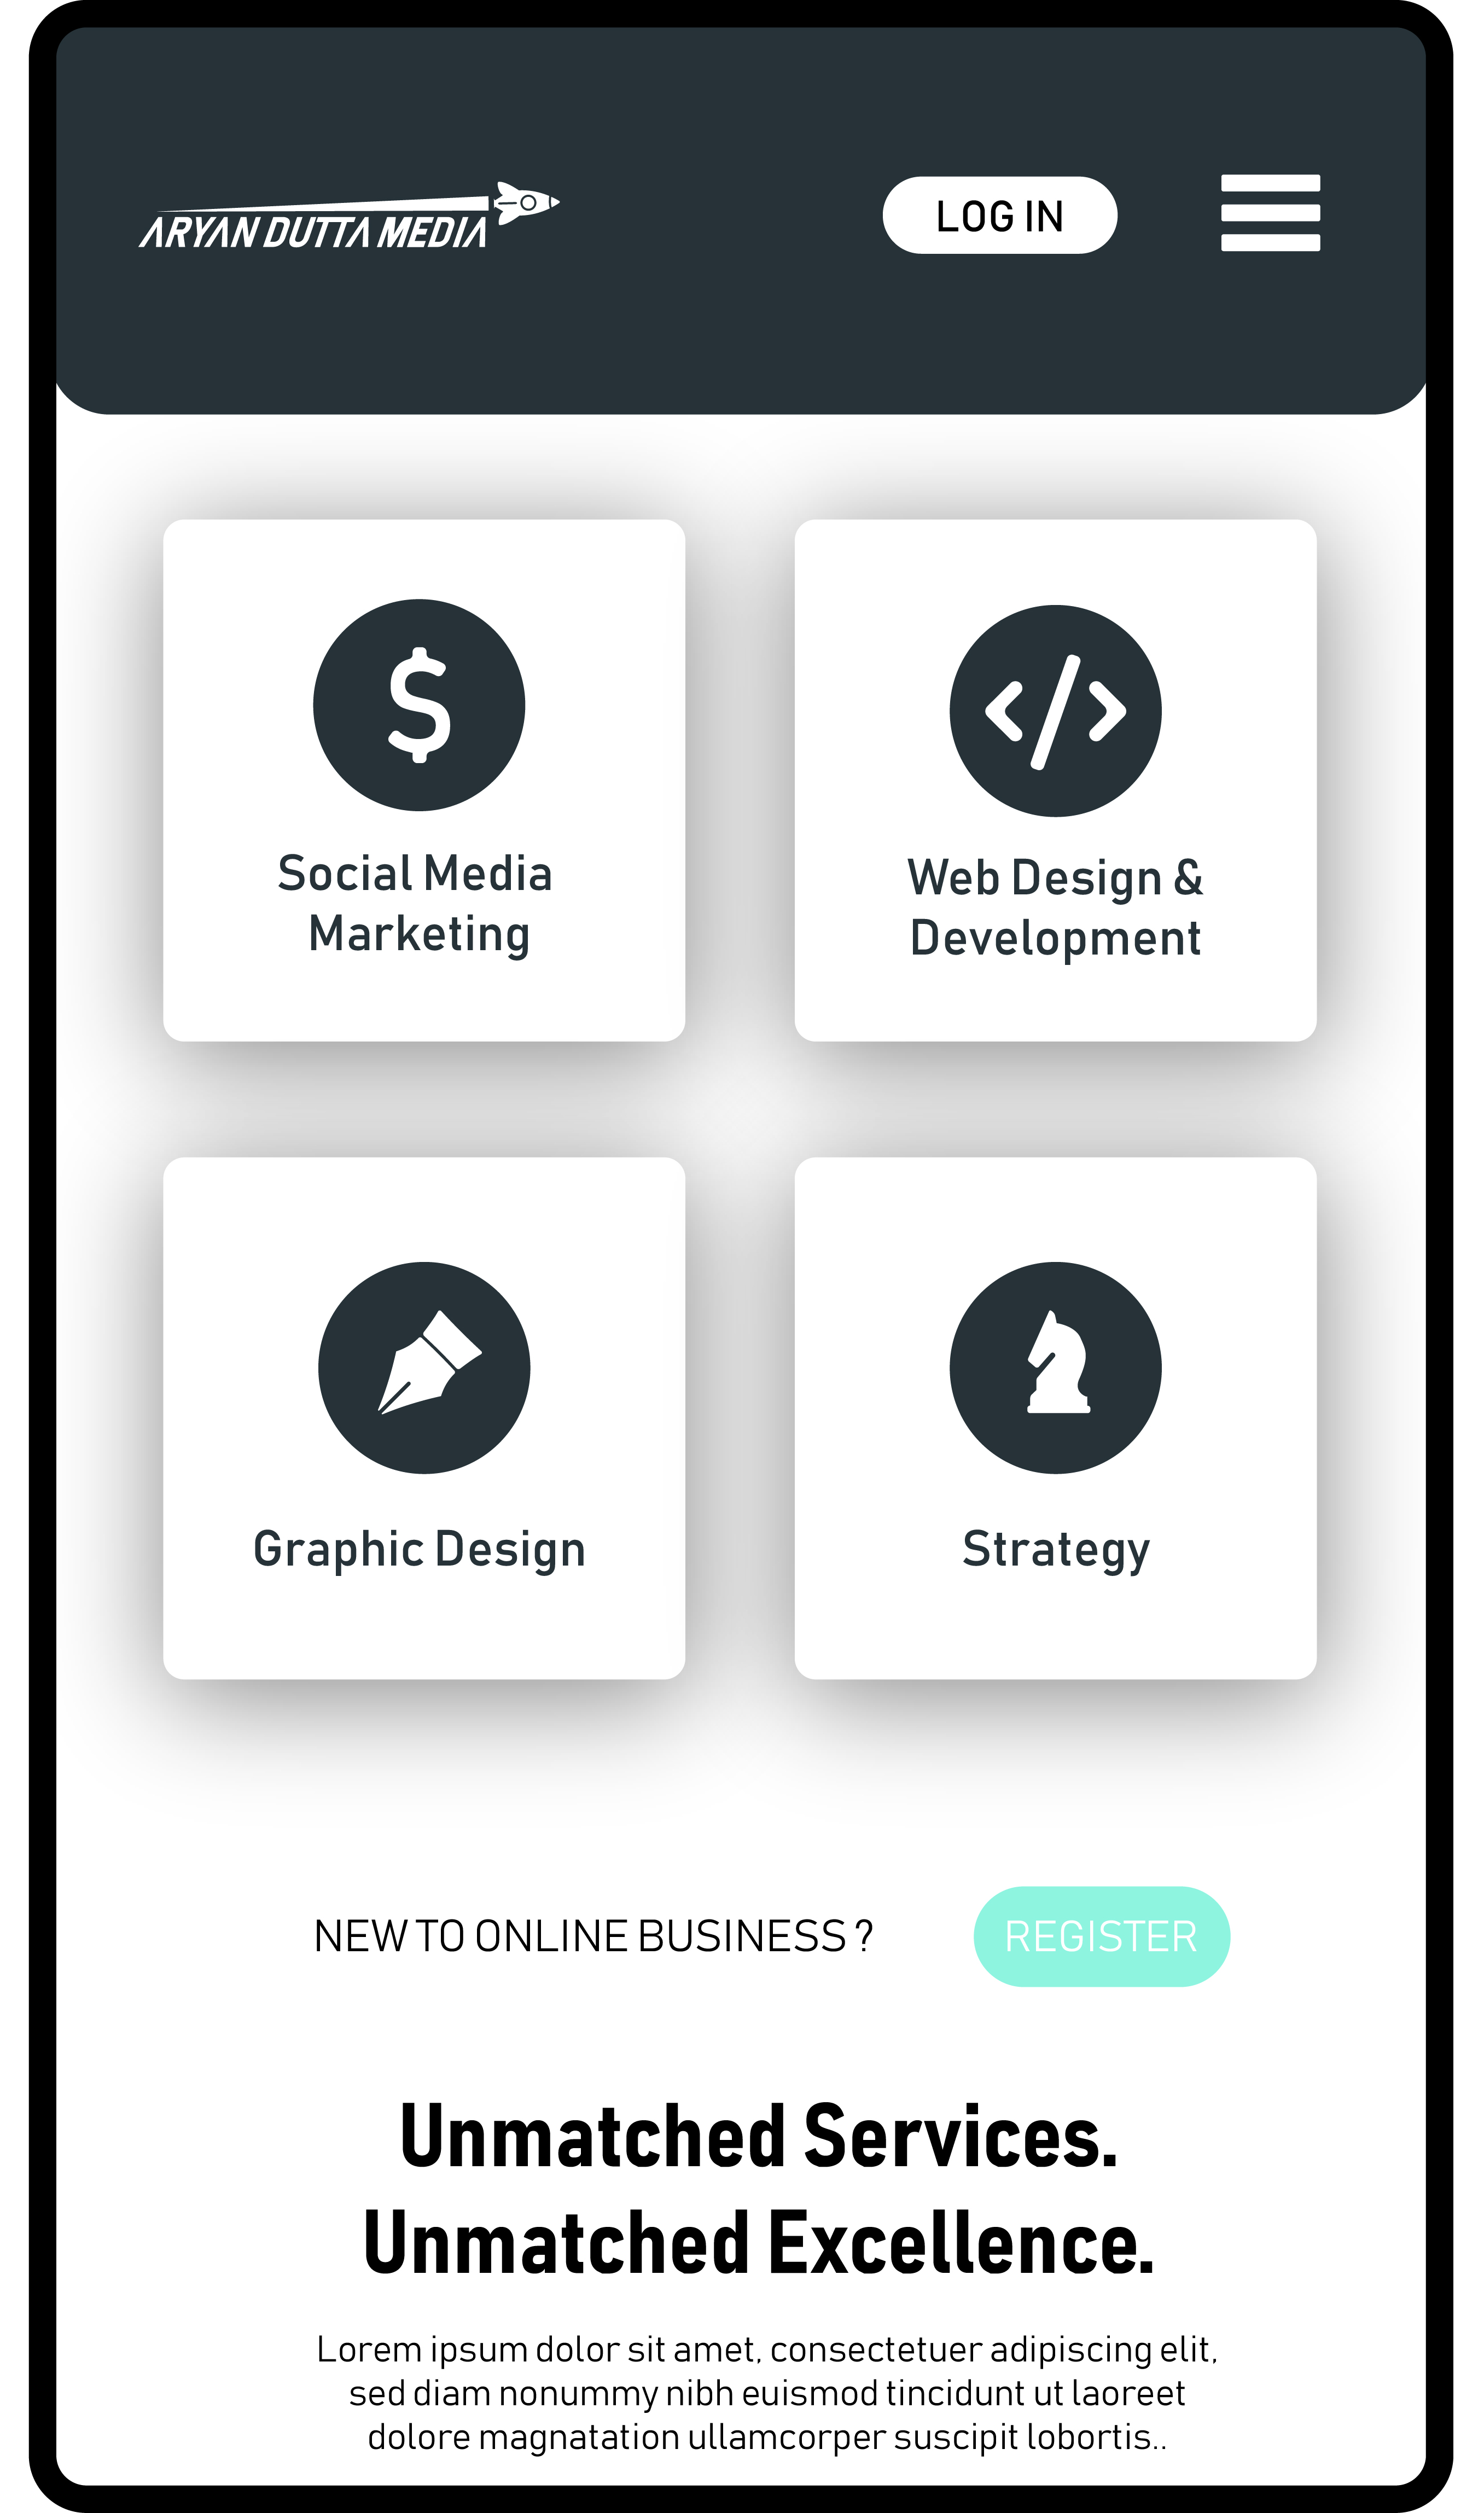 ARYAN DUTTA MEDIA
LOG IN
Social Media
Marketing
Web Design &
Development
Graphic Design
Strategy
NEW TO ONLINE BUSINESS ?
REGISTER
Unmatched Services.
Unmatched Excellence.
Lorem ipsum dolor sit amet, consectetuer adipiscing elit,
sed diam nonummy nibh euismod tincidunt ut laoreet
dolore magnatation ullamcorper suscipit lobortis..